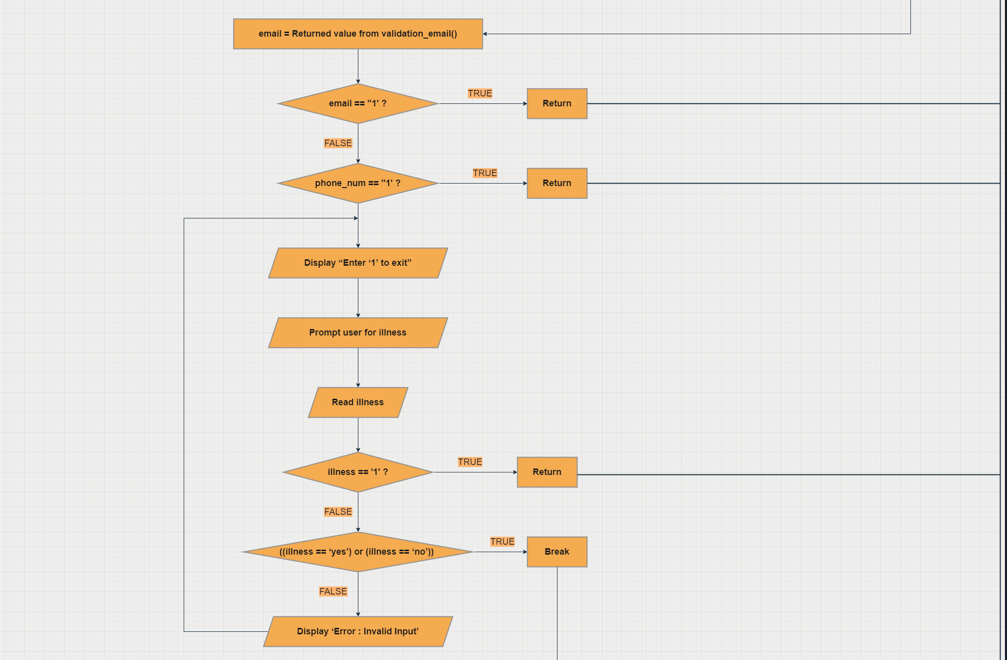 email = Returned value from validation_email()
email == "1' ?
TRUE
Return
FALSE
phone_num == "1' ?
TRUE
Return
Display “Enter ‘1’ to exit”
Prompt user for illness
Read illness
illness == '1' ?
TRUE
Return
FALSE
((illness == ‘yes’) or (illness == ‘no’))
TRUE
Break
FALSE
Display ‘Error : Invalid Input’